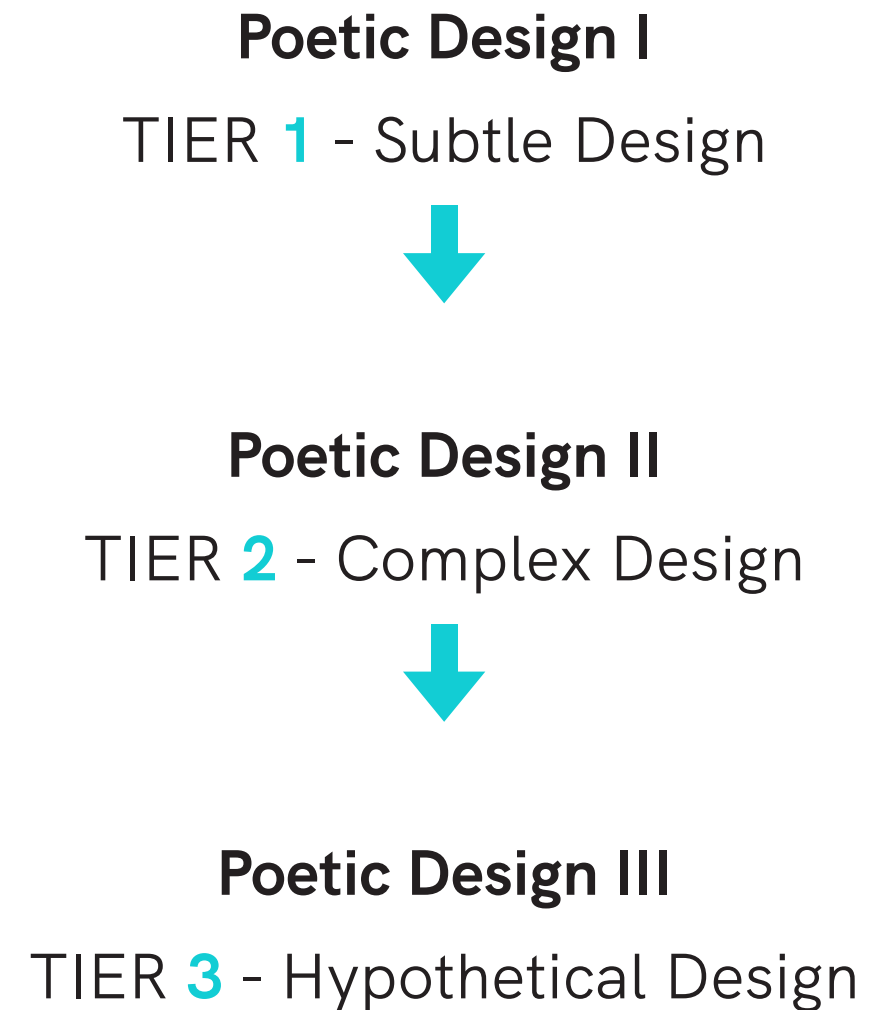 Poetic Design I
TIER 1 - Subtle Design
Poetic Design II
TIER 2 - Complex Design
Poetic Design III
TIER 3 - Hypothetical Design